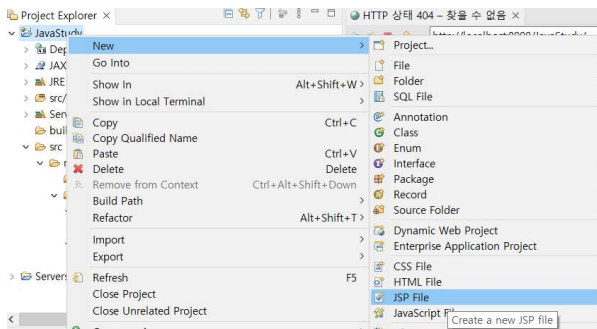 Project Explorer ×
HTTP 상태 404 – 찾을 수 없음 ×
JavaStudy
Dep
JAX
JRE
src/
Serv
buil
src
Servers
New
Go Into
Show In Alt+Shift+W >
Show in Local Terminal >
Copy Ctrl+C
Copy Qualified Name
Paste Ctrl+V
Delete Delete
Remove from Context Ctrl+Alt+Shift+Down
Build Path >
Refactor Alt+Shift+T >
Import >
Export >
Refresh F5
Close Project
Close Unrelated Project
Project...
File
Folder
SQL File
Annotation
Class
Enum
Interface
Package
Record
Source Folder
Dynamic Web Project
Enterprise Application Project
CSS File
HTML File
JSP File
JavaScript
Create a new JSP file